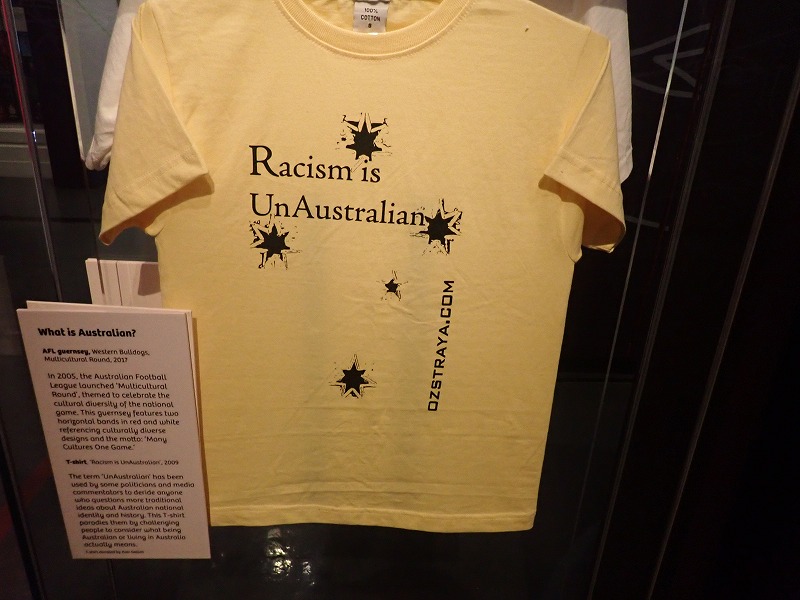 100%
COTTON
8
Racism is
UnAustralian
OZSTRAYA.COM
What is Australian?
AFL guernsey, Western Bulldogs,
Multicultural Round, 2017
In 2005, the Australian Football
League launched 'Multicultural
Round', themed to celebrate the
cultural diversity of the national
game. This guernsey features two
horizontal bands in red and white
referencing culturally diverse
designs and the motto: 'Many
Cultures One Game.'
T-shirt, 'Racism is UnAustralian', 2009
The term 'UnAustralian' has been
used by some politicians and media
commentators to deride anyone
who questions more traditional
ideas about Australian national
identity and history. This T-shirt
parodies them by challenging
people to consider what being
Australian or living in Australia
actually means.